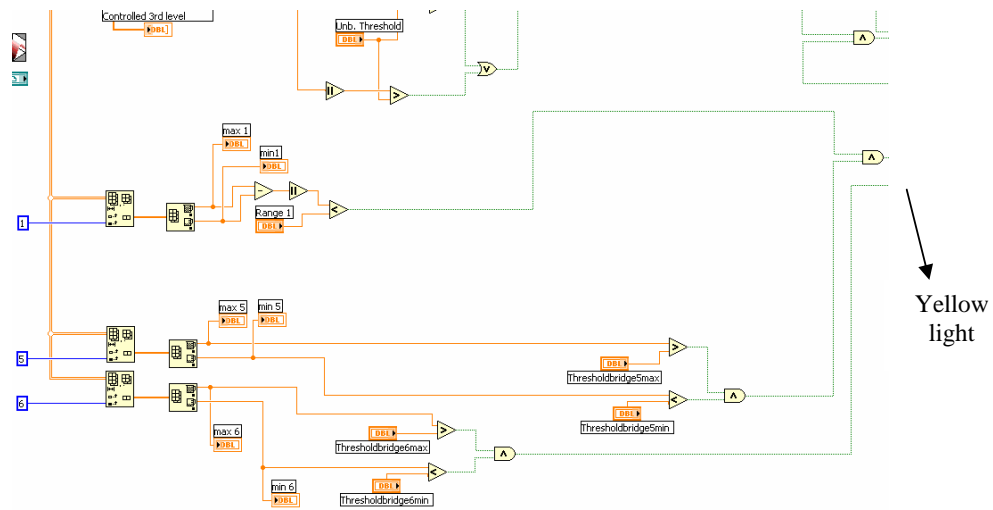 Controlled 3rd level
DBL]
Unb. Threshold
DBL
>
V
^
||
>
max 1
DBL
min1
DBL
^
-
||
<
Range 1
DBL
1
Yellow
light
max 5
DBL
min 5
DBL
5
>
DBL
Thresholdbridge5max
^
<
DBL
Thresholdbridge5min
6
max 6
DBL
DBL
Thresholdbridge6max
>
^
<
min 6
DBL
DBL
Thresholdbridge6min